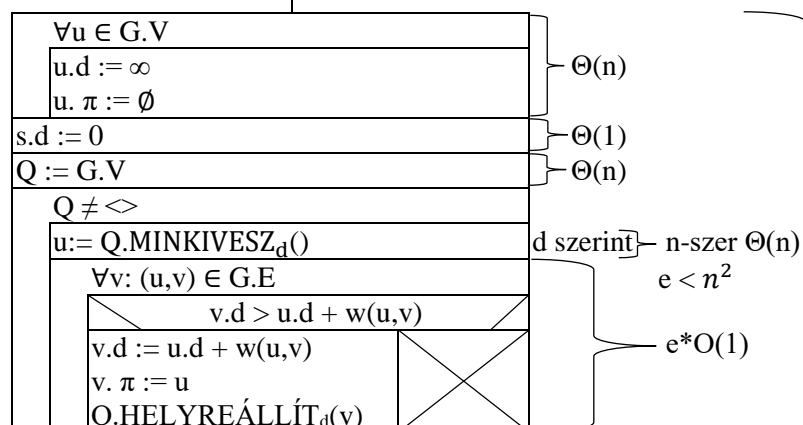 ∀u ∈ G.V
u.d := ∞
u. π := ∅
Θ(n)
s.d := 0
Θ(1)
Q := G.V
Θ(n)
Q ≠ <>
u:= Q.MINKIVESZ_d()
d szerint
n-szer Θ(n)
∀v: (u,v) ∈ G.E
e < n²
v.d > u.d + w(u,v)
v.d := u.d + w(u,v)
e*O(1)
v. π := u
Q.HELYREÁLLÍT_d(v)